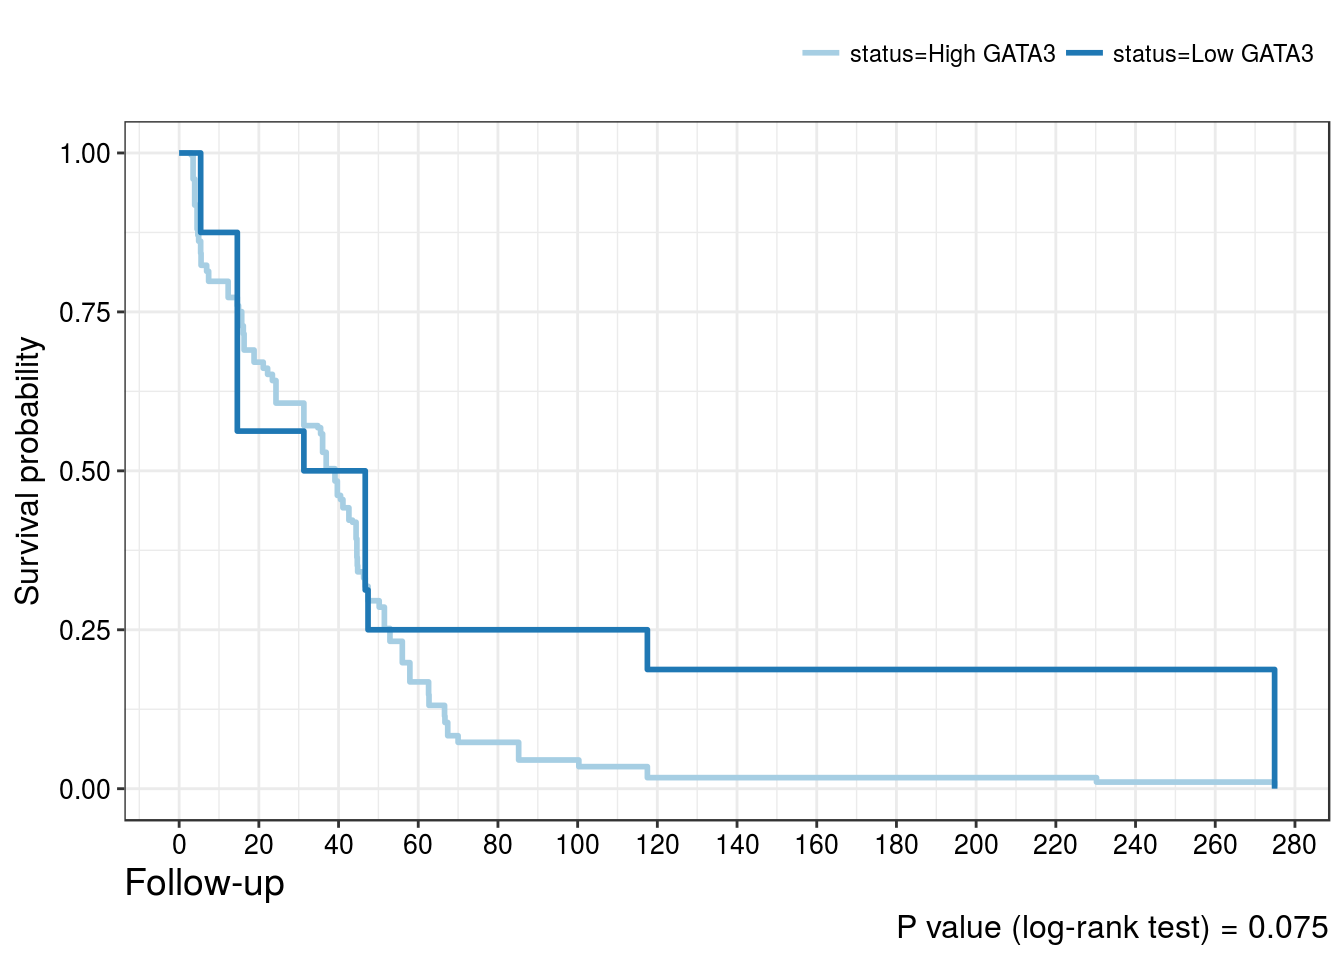 status=High GATA3 status=Low GATA3
1.00
0.75
0.50
0.25
0.00
Survival probability
0 20 40 60 80 100 120 140 160 180 200 220 240 260 280
Follow-up
P value (log-rank test) = 0.075